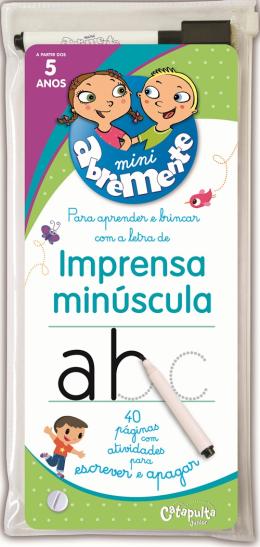 A PARTIR DOS
5
ANOS
mini
abremente
Para aprender e brincar
com a letra de
Imprensa
minúscula
abc
40
páginas
com
atividades
para
escrever e apagar
Catapulta
junior